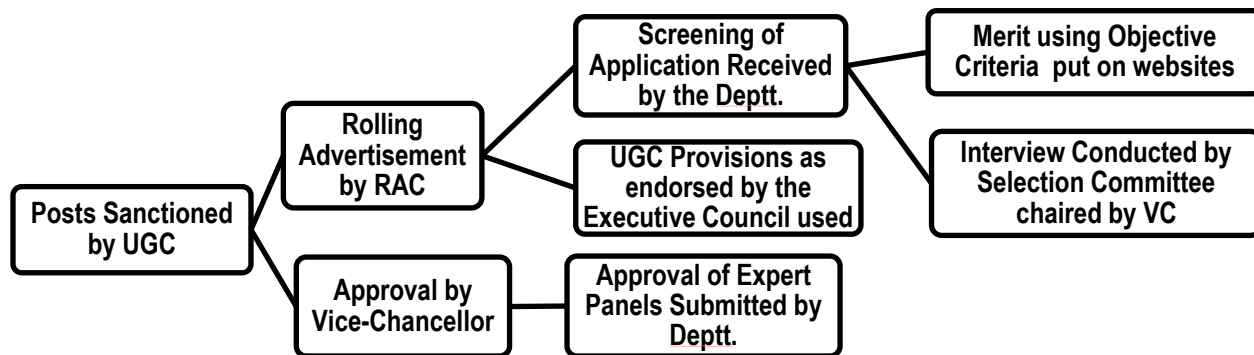 Posts Sanctioned
by UGC
Rolling
Advertisement
by RAC
Approval by
Vice-Chancellor
Screening of
Application Received
by the Deptt.
UGC Provisions as
endorsed by the
Executive Council used
Approval of Expert
Panels Submitted by
Deptt.
Merit using Objective
Criteria put on websites
Interview Conducted by
Selection Committee
chaired by VC